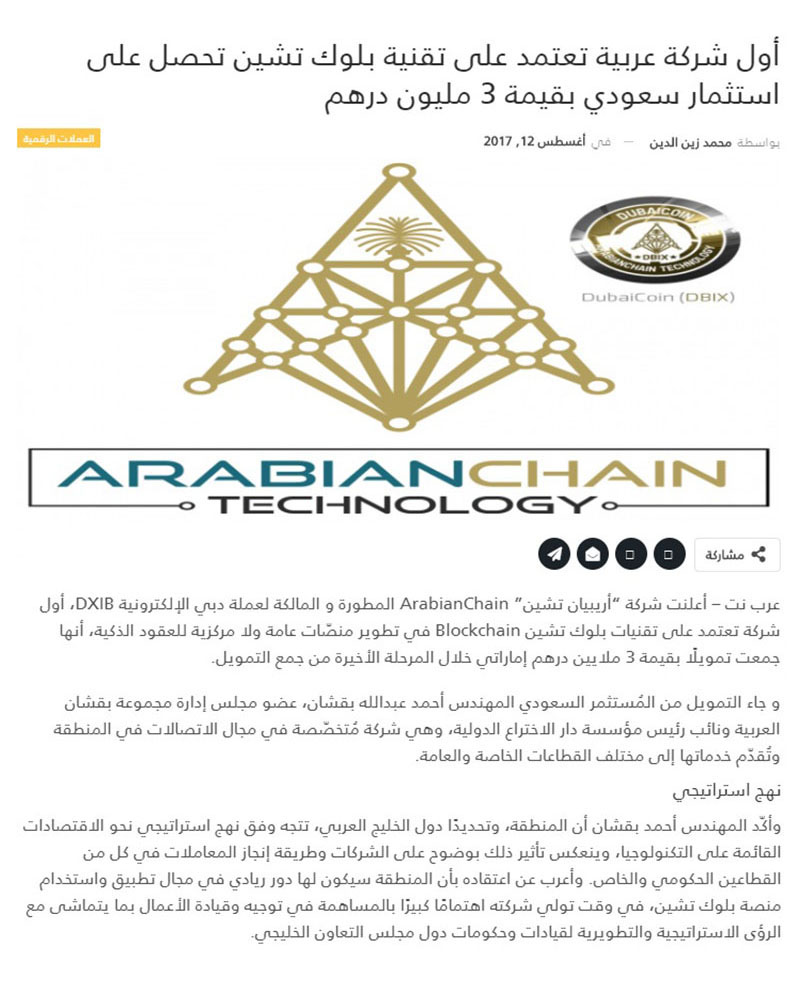 أول شركة عربية تعتمد على تقنية بلوك تشين تحصل على
استثمار سعودي بقيمة 3 مليون درهم
بواسطة محمد زين الدين — في أغسطس 12, 2017
العملات الرقمية
DUBAICOIN
DBIX
ARABIANCHAIN TECHNOLOGY
DubaiCoin (DBIX)
ARABIANCHAIN
TECHNOLOGY
مشاركة
عرب نت – أعلنت شركة “أريبيان تشين” ArabianChain المطورة و المالكة لعملة دبي الإلكترونية DXIB، أول
شركة تعتمد على تقنيات بلوك تشين Blockchain في تطوير منصّات عامة ولا مركزية للعقود الذكية، أنها
جمعت تمويلًا بقيمة 3 ملايين درهم إماراتي خلال المرحلة الأخيرة من جمع التمويل.
و جاء التمويل من المُستثمر السعودي المهندس أحمد عبدالله بقشان، عضو مجلس إدارة مجموعة بقشان
العربية ونائب رئيس مؤسسة دار الاختراع الدولية، وهي شركة مُتخصّصة في مجال الاتصالات في المنطقة
وتُقدّم خدماتها إلى مختلف القطاعات الخاصة والعامة.
نهج استراتيجي
وأكّد المهندس أحمد بقشان أن المنطقة، وتحديدًا دول الخليج العربي، تتجه وفق نهج استراتيجي نحو الاقتصادات
القائمة على التكنولوجيا، وينعكس تأثير ذلك بوضوح على الشركات وطريقة إنجاز المعاملات في كل من
القطاعين الحكومي والخاص. وأعرب عن اعتقاده بأن المنطقة سيكون لها دور ريادي في مجال تطبيق واستخدام
منصة بلوك تشين، في وقت تولي شركته اهتمامًا كبيرًا بالمساهمة في توجيه وقيادة الأعمال بما يتماشى مع
الرؤى الاستراتيجية والتطويرية لقيادات وحكومات دول مجلس التعاون الخليجي.